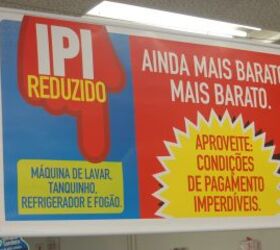 IPI
REDUZIDO
MÁQUINA DE LAVAR,
TANQUINHO,
REFRIGERADOR E FOGÃO.
AINDA MAIS BARATO
MAIS BARATO.
APROVEITE:
CONDIÇÕES
DE PAGAMENTO
IMPERDÍVEIS.